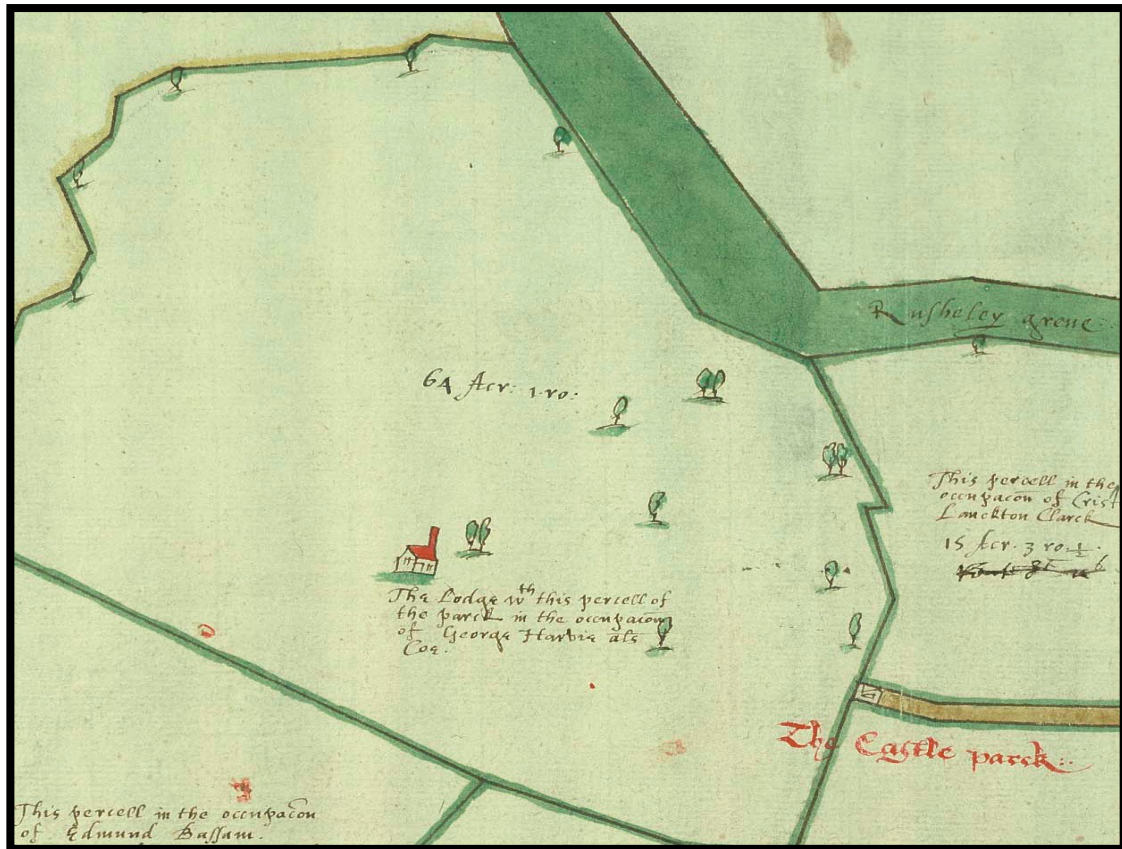 Rusheley grene
64 Acr: 1 ro:
This percell in the
occupacon of Crist
Lanckton Clarck
15 Acr. 3 ro. ½.
The Lodge wth this percell of
the parck in the occupacon
of George Harvie als
Coe.
The Castle parck:.
This percell in the occupacon
of Edmund Bassam.